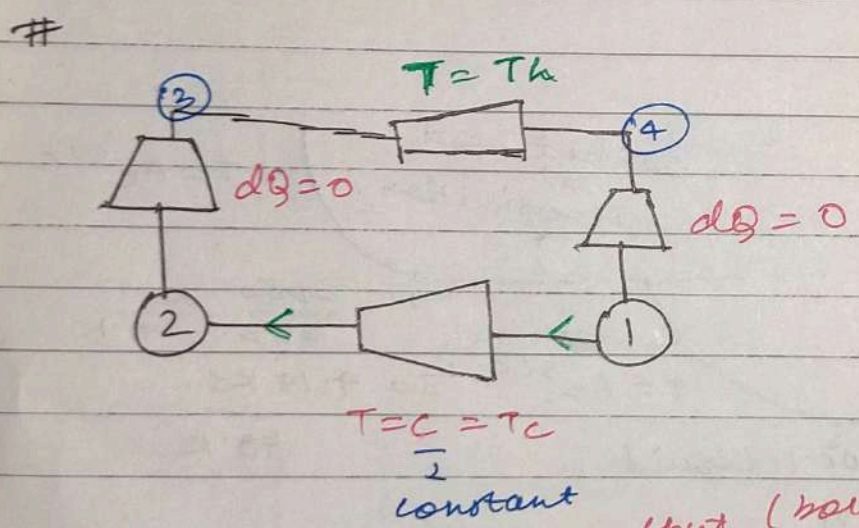 #
T = Th
3
4
dQ = 0
dQ = 0
2
1
T = C = Tc
2
constant